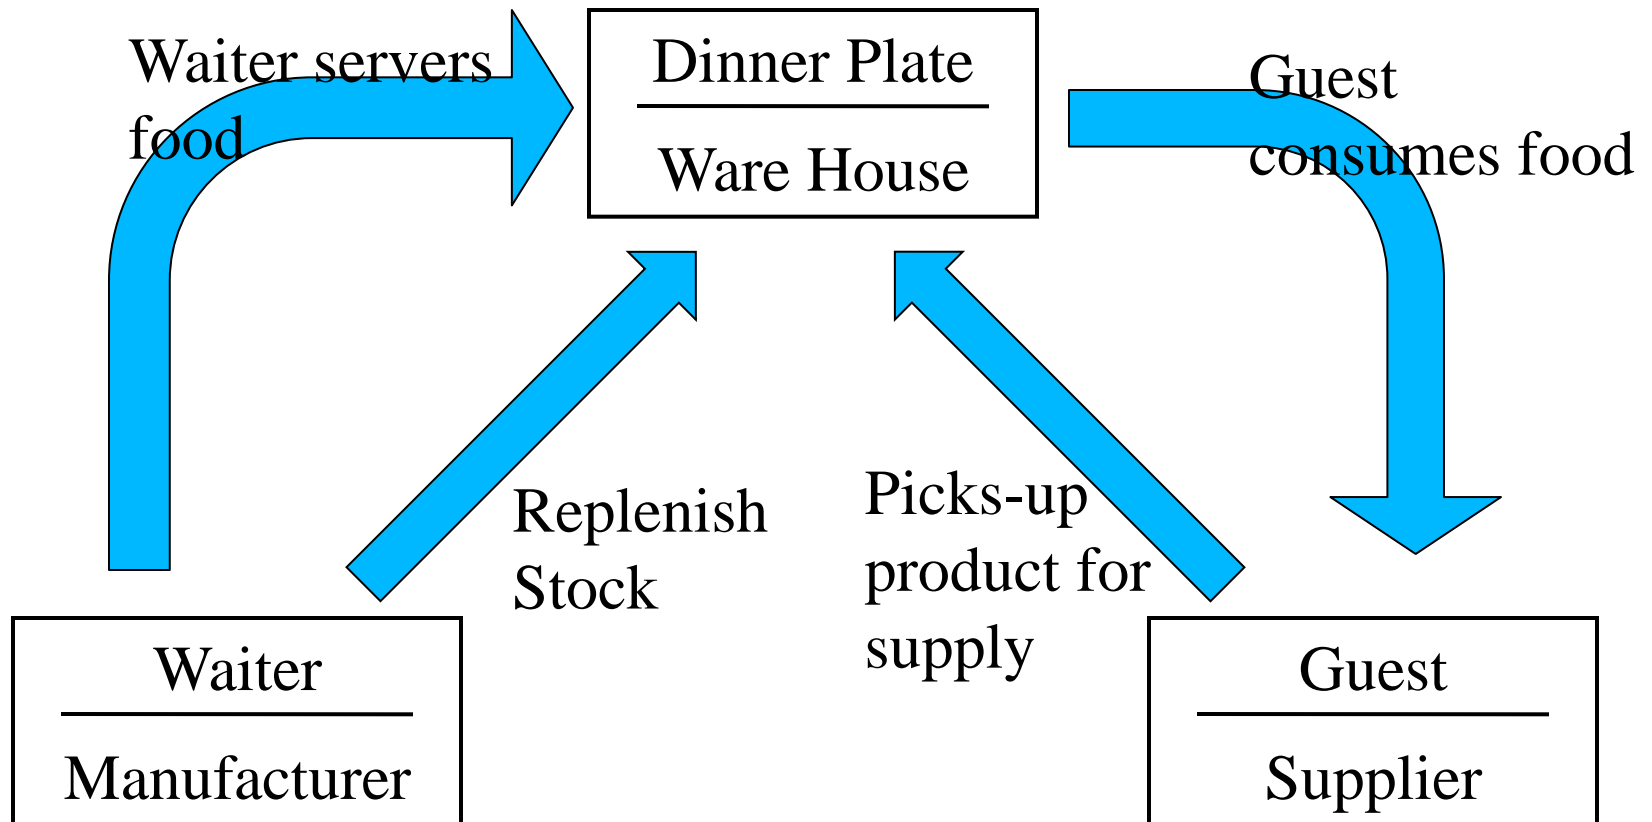 Waiter servers
food
Dinner Plate
Ware House
Guest
consumes food
Replenish
Stock
Picks-up
product for
supply
Waiter
Manufacturer
Guest
Supplier